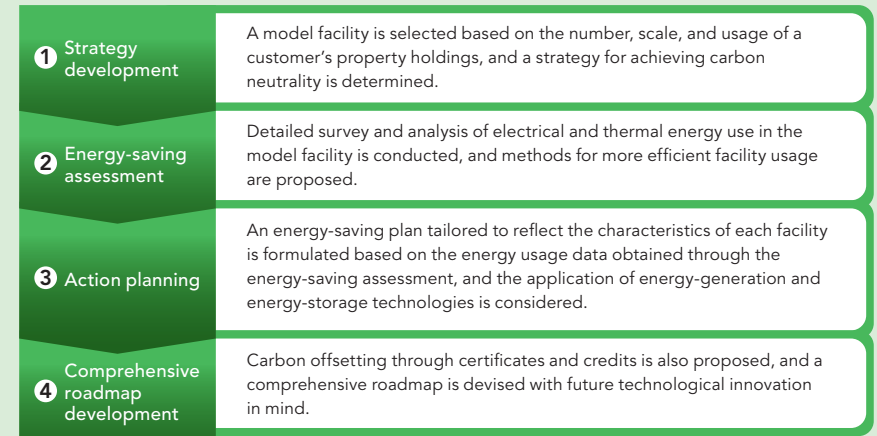 1 Strategy
development
A model facility is selected based on the number, scale, and usage of a
customer’s property holdings, and a strategy for achieving carbon
neutrality is determined.
2 Energy-saving
assessment
Detailed survey and analysis of electrical and thermal energy use in the
model facility is conducted, and methods for more efficient facility usage
are proposed.
3 Action planning
An energy-saving plan tailored to reflect the characteristics of each facility
is formulated based on the energy usage data obtained through the
energy-saving assessment, and the application of energy-generation and
energy-storage technologies is considered.
4 Comprehensive
roadmap
development
Carbon offsetting through certificates and credits is also proposed, and a
comprehensive roadmap is devised with future technological innovation
in mind.